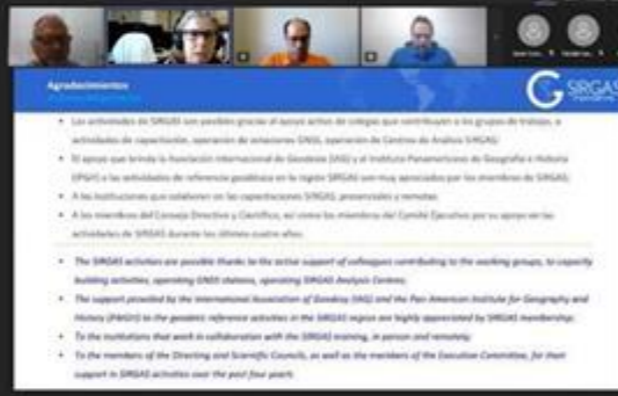 Agradecimientos
SIRGAS
• Las actividades de SIRGAS son posibles gracias al apoyo activo de colegas que contribuyen a los grupos de trabajo, a
actividades de capacitación, operación de estaciones GNSS, operación de Centros de Análisis SIRGAS;
• El apoyo que brinda la Asociación Internacional de Geodesia (IAG) y el Instituto Panamericano de Geografía e Historia
(IPGH) a las actividades de referencia geodésica en la región SIRGAS son muy apreciados por los miembros de SIRGAS;
• A las instituciones que colaboran en las capacitaciones SIRGAS, presenciales y remotas;
• A los miembros del Consejo Directivo y Científico, así como los miembros del Comité Ejecutivo por su apoyo en las
actividades de SIRGAS durante los últimos cuatro años.
• The SIRGAS activities are possible thanks to the active support of colleagues contributing to the working groups, to capacity
building activities, operating GNSS stations, operating SIRGAS Analysis Centres;
• The support provided by the International Association of Geodesy (IAG) and the Pan-American Institute for Geography and
History (PAIGH) to the geodetic reference activities in the SIRGAS region are highly appreciated by SIRGAS membership;
• To the institutions that work in collaboration with the SIRGAS training, in person and remotely;
• To the members of the Directing and Scientific Councils, as well as the members of the Executive Committee, for their
support in SIRGAS activities over the past four years.